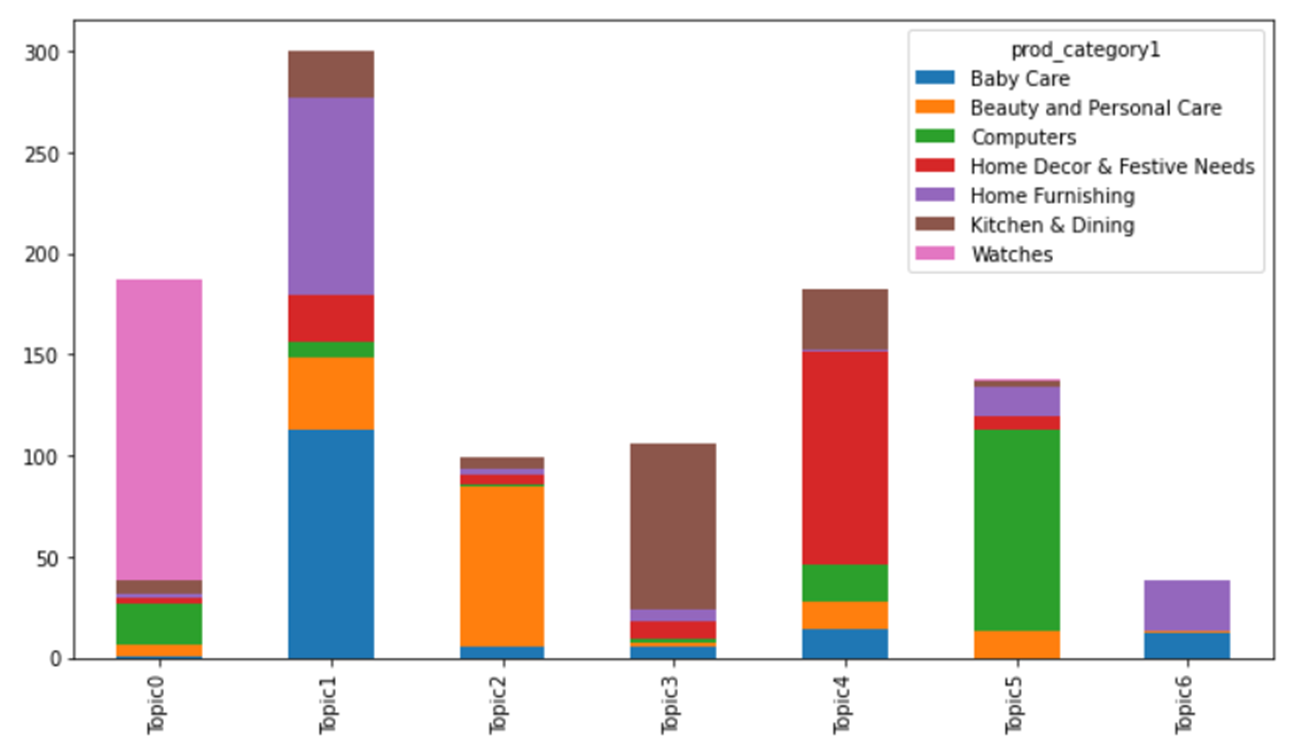 300
250
200
150
100
50
0
prod_category1
Baby Care
Beauty and Personal Care
Computers
Home Decor & Festive Needs
Home Furnishing
Kitchen & Dining
Watches
Topic0
Topic1
Topic2
Topic3
Topic4
Topic5
Topic6